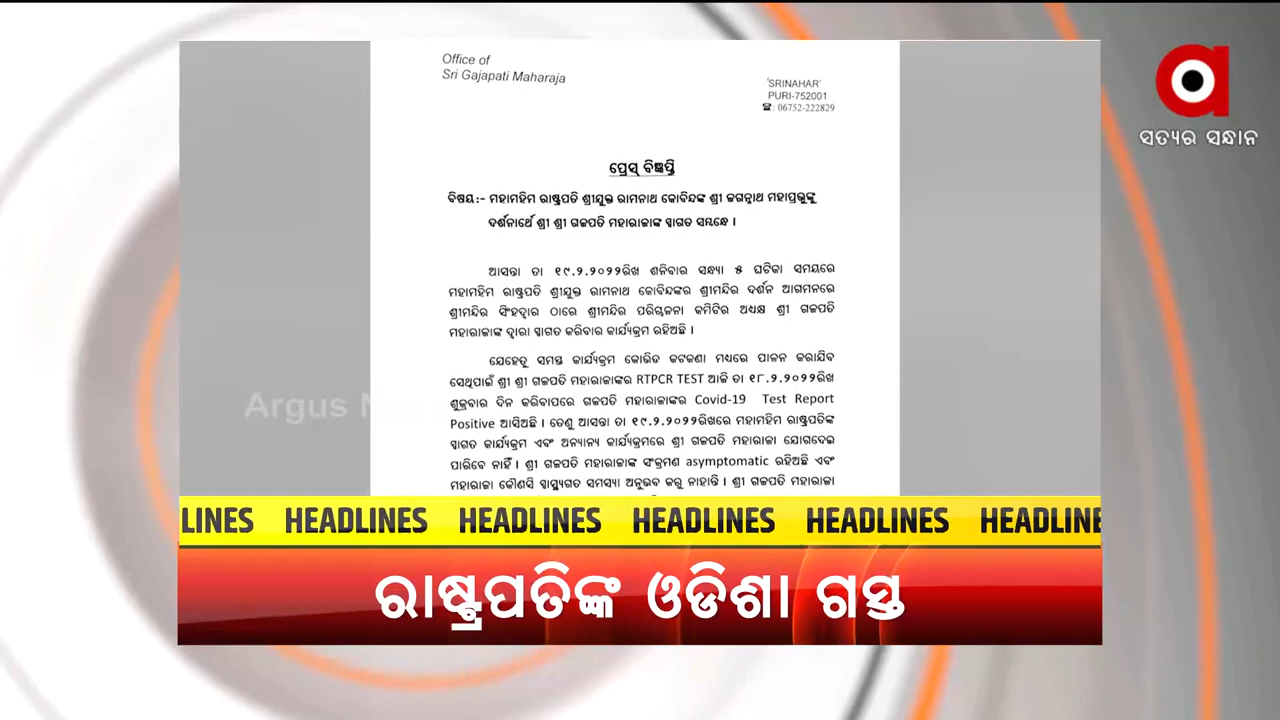 Office of
Sri Gajapati Maharaja
'SRINAHAR'
PURI-752001
☎: 06752-222829
ସତ୍ୟର ସନ୍ଧାନ
ପ୍ରେସ୍ ବିଜ୍ଞପ୍ତି
ବିଷୟ:- ମହାମହିମ ରାଷ୍ଟ୍ରପତି ଶ୍ରୀଯୁକ୍ତ ରାମନାଥ କୋବିନ୍ଦଙ୍କ ଶ୍ରୀ ଜଗନ୍ନାଥ ମହାପ୍ରଭୁଙ୍କୁ
ଦର୍ଶନାର୍ଥେ ଶ୍ରୀ ଶ୍ରୀ ଗଜପତି ମହାରାଜାଙ୍କ ସ୍ୱାଗତ ସମ୍ବନ୍ଧେ ।
ଆସନ୍ତା ତା ୧୯.୨.୨୦୨୨ରିଖ ଶନିବାର ସନ୍ଧ୍ୟା ୫ ଘଟିକା ସମୟରେ
ମହାମହିମ ରାଷ୍ଟ୍ରପତି ଶ୍ରୀଯୁକ୍ତ ରାମନାଥ କୋବିନ୍ଦଙ୍କର ଶ୍ରୀମନ୍ଦିର ଦର୍ଶନ ଆଗମନରେ
ଶ୍ରୀମନ୍ଦିର ସିଂହଦ୍ୱାର ଠାରେ ଶ୍ରୀମନ୍ଦିର ପରିଚାଳନା କମିଟିର ଅଧ୍ୟକ୍ଷ ଶ୍ରୀ ଗଜପତି
ମହାରାଜାଙ୍କ ଦ୍ୱାରା ସ୍ୱାଗତ କରିବାର କାର୍ଯ୍ୟକ୍ରମ ରହିଅଛି ।
ଯେହେତୁ ସମସ୍ତ କାର୍ଯ୍ୟକ୍ରମ କୋଭିଡ କଟକଣା ମଧ୍ୟରେ ପାଳନ କରାଯିବ
ସେଥିପାଇଁ ଶ୍ରୀ ଶ୍ରୀ ଗଜପତି ମହାରାଜାଙ୍କର RTPCR TEST ଆଜି ତା ୧୮.୨.୨୦୨୨ରିଖ
ଶୁକ୍ରବାର ଦିନ କରିବାପରେ ଗଜପତି ମହାରାଜାଙ୍କର Covid-19 Test Report
Positive ଆସିଅଛି । ତେଣୁ ଆସନ୍ତା ତା ୧୯.୨.୨୦୨୨ରିଖରେ ମହାମହିମ ରାଷ୍ଟ୍ରପତିଙ୍କ
ସ୍ୱାଗତ କାର୍ଯ୍ୟକ୍ରମ ଏବଂ ଅନ୍ୟାନ୍ୟ କାର୍ଯ୍ୟକ୍ରମରେ ଶ୍ରୀ ଗଜପତି ମହାରାଜା ଯୋଗଦେଇ
ପାରିବେ ନାହିଁ । ଶ୍ରୀ ଗଜପତି ମହାରାଜାଙ୍କ ସଂକ୍ରମଣ asymptomatic ରହିଅଛି ଏବଂ
ମହାରାଜା କୌଣସି ସ୍ୱାସ୍ଥ୍ୟଗତ ସମସ୍ୟା ଅନୁଭବ କରୁ ନାହାନ୍ତି । ଶ୍ରୀ ଗଜପତି ମହାରାଜା
Argus
LINES HEADLINES HEADLINES HEADLINES HEADLINES HEADLINE
ରାଷ୍ଟ୍ରପତିଙ୍କ ଓଡିଶା ଗସ୍ତ